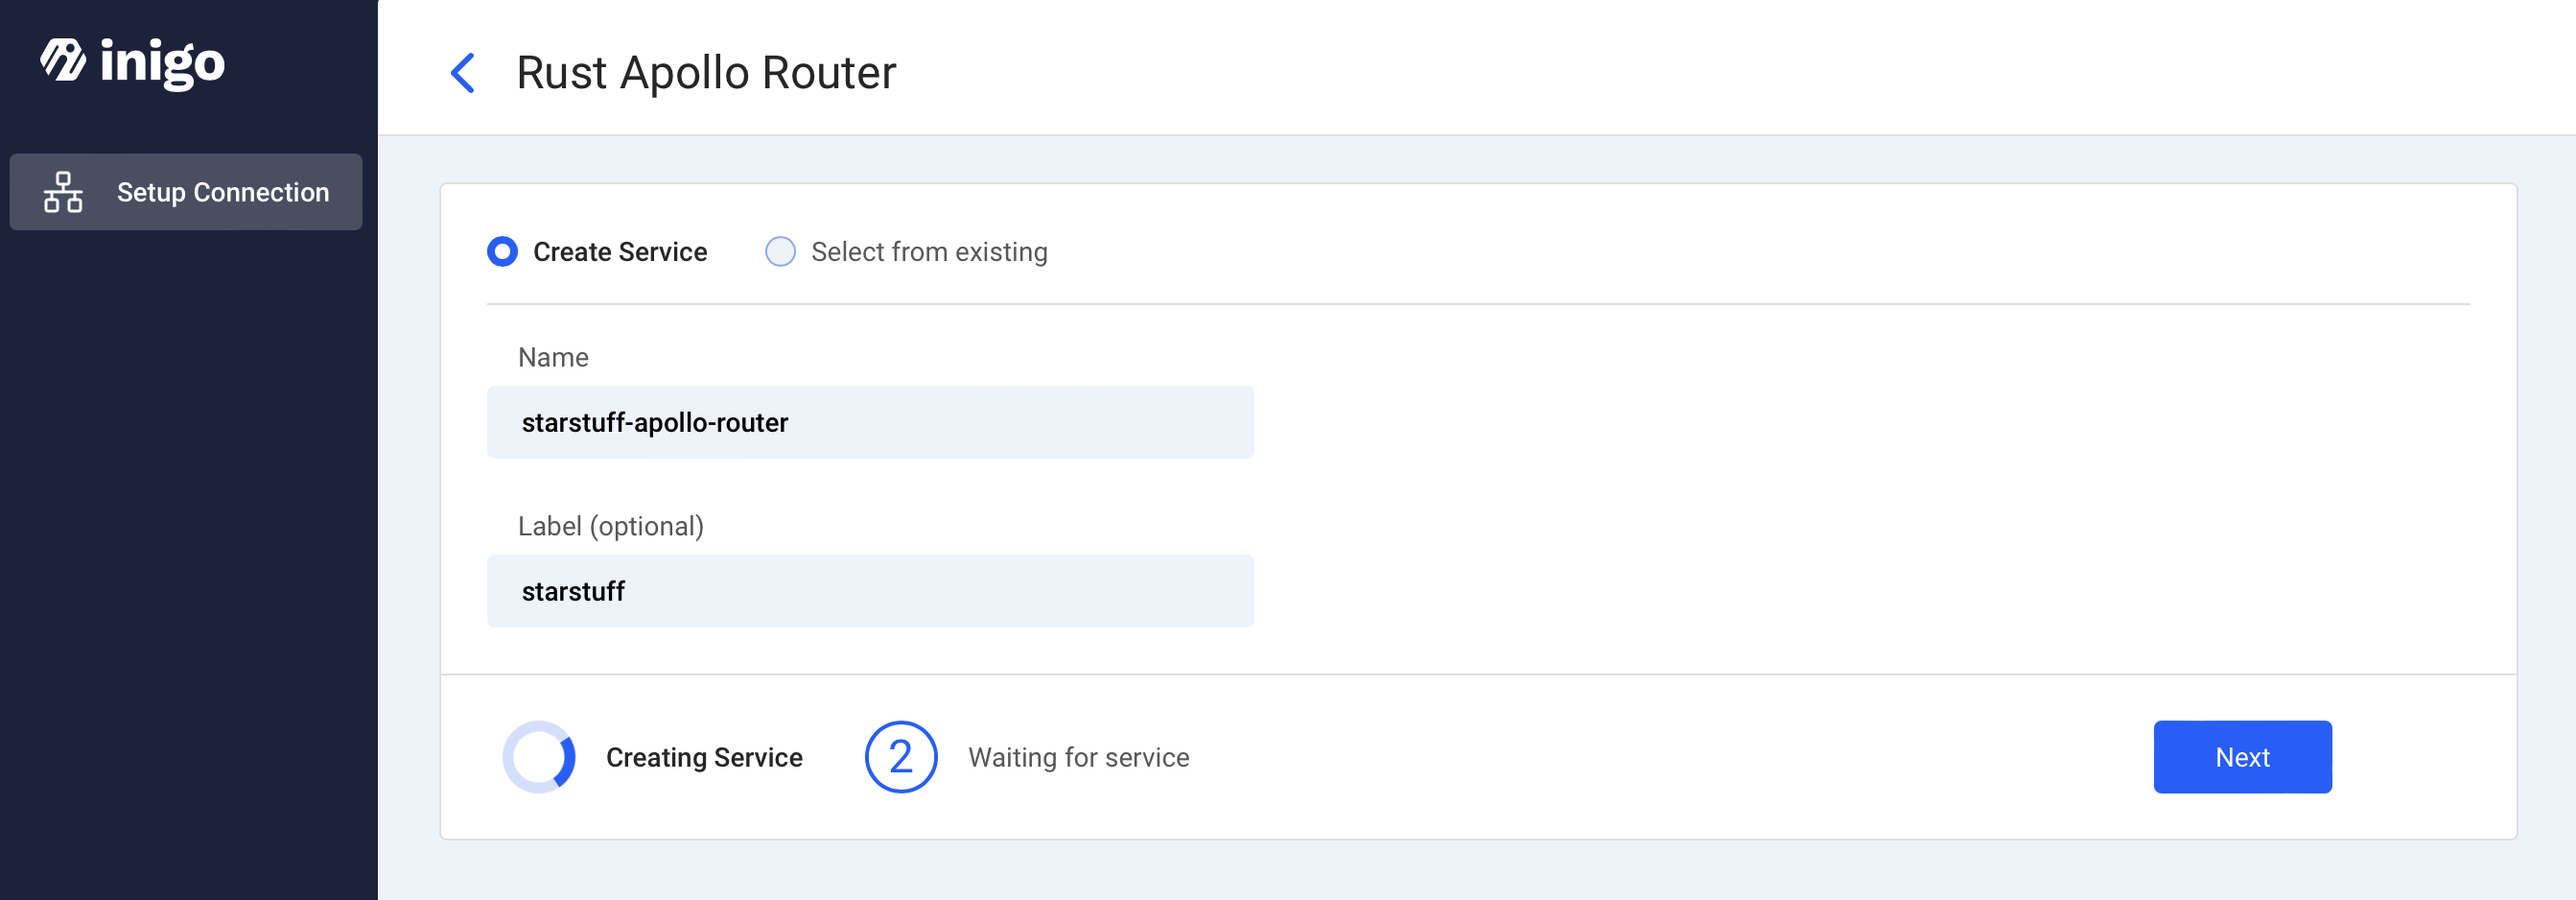 inigo
Rust Apollo Router
Setup Connection
Create Service Select from existing
Name
starstuff-apollo-router
Label (optional)
starstuff
Creating Service 2 Waiting for service Next